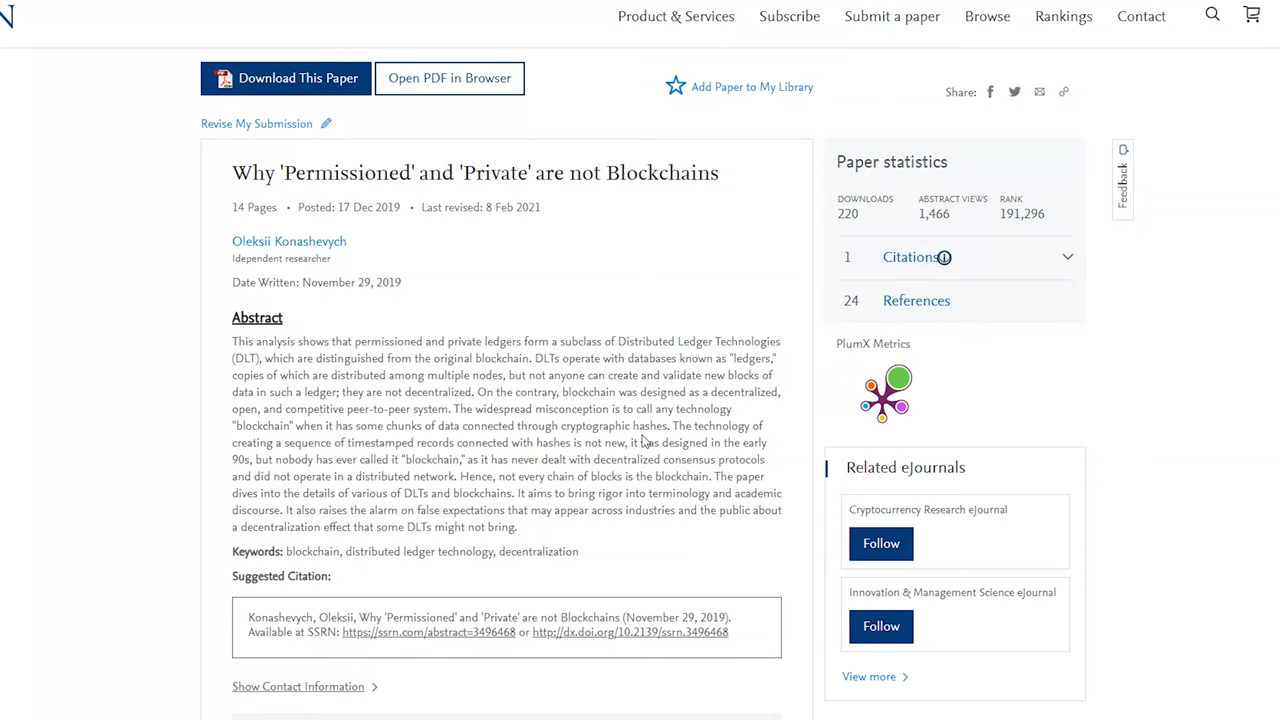 N
Product & Services
Subscribe
Submit a paper
Browse
Rankings
Contact
Download This Paper
Open PDF in Browser
Add Paper to My Library
Share:
Revise My Submission
Why 'Permissioned' and 'Private' are not Blockchains
14 Pages • Posted: 17 Dec 2019 • Last revised: 8 Feb 2021
Oleksii Konashevych
Idependent researcher
Date Written: November 29, 2019
Abstract
This analysis shows that permissioned and private ledgers form a subclass of Distributed Ledger Technologies
(DLT), which are distinguished from the original blockchain. DLTs operate with databases known as "ledgers,"
copies of which are distributed among multiple nodes, but not anyone can create and validate new blocks of
data in such a ledger; they are not decentralized. On the contrary, blockchain was designed as a decentralized,
open, and competitive peer-to-peer system. The widespread misconception is to call any technology
"blockchain" when it has some chunks of data connected through cryptographic hashes. The technology of
creating a sequence of timestamped records connected with hashes is not new, it was designed in the early
90s, but nobody has ever called it "blockchain," as it has never dealt with decentralized consensus protocols
and did not operate in a distributed network. Hence, not every chain of blocks is the blockchain. The paper
dives into the details of various of DLTs and blockchains. It aims to bring rigor into terminology and academic
discourse. It also raises the alarm on false expectations that may appear across industries and the public about
a decentralization effect that some DLTs might not bring.
Keywords: blockchain, distributed ledger technology, decentralization
Suggested Citation:
Konashevych, Oleksii, Why 'Permissioned' and 'Private' are not Blockchains (November 29, 2019).
Available at SSRN: https://ssrn.com/abstract=3496468 or http://dx.doi.org/10.2139/ssrn.3496468
Show Contact Information
Paper statistics
DOWNLOADS
220
ABSTRACT VIEWS
1,466
RANK
191,296
1 Citations
24 References
PlumX Metrics
Related eJournals
Cryptocurrency Research eJournal
Follow
Innovation & Management Science eJournal
Follow
View more
Feedback